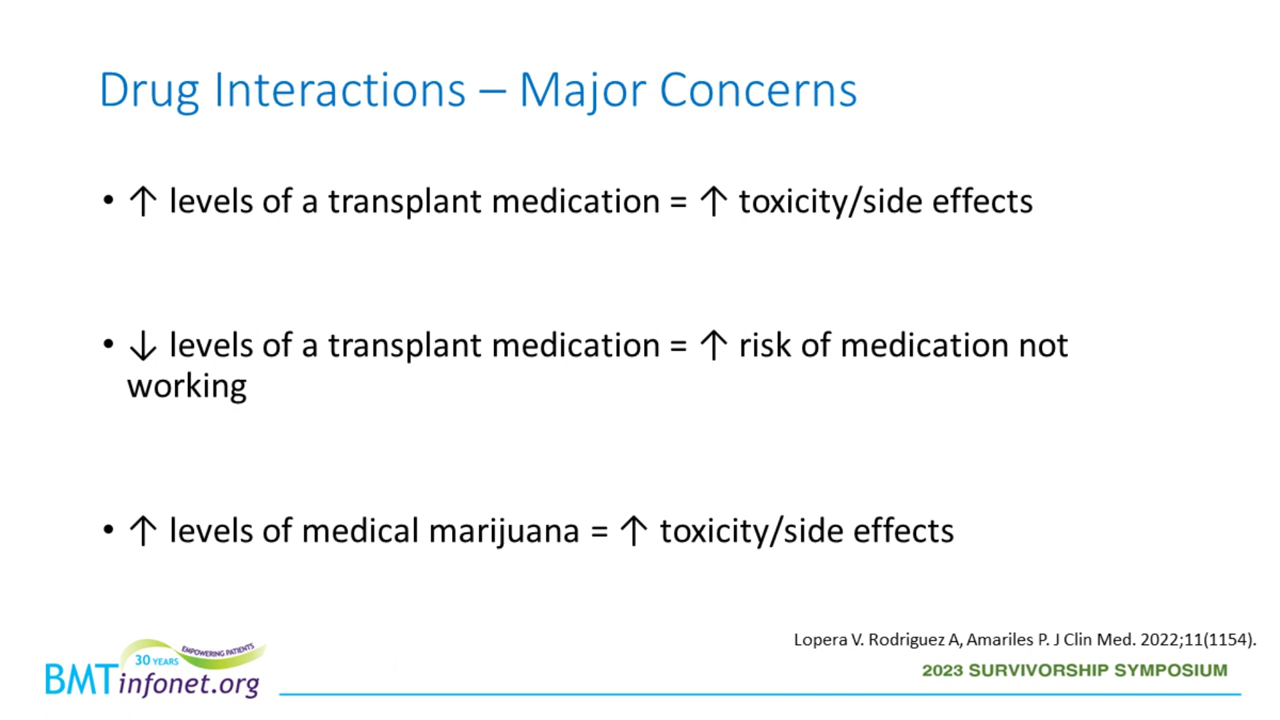 Drug Interactions – Major Concerns
• ↑ levels of a transplant medication = ↑ toxicity/side effects
• ↓ levels of a transplant medication = ↑ risk of medication not
working
• ↑ levels of medical marijuana = ↑ toxicity/side effects
Lopera V. Rodriguez A, Amariles P. J Clin Med. 2022;11(1154).
30 YEARS EMPOWERING PATIENTS
BMTinfonet.org
2023 SURVIVORSHIP SYMPOSIUM